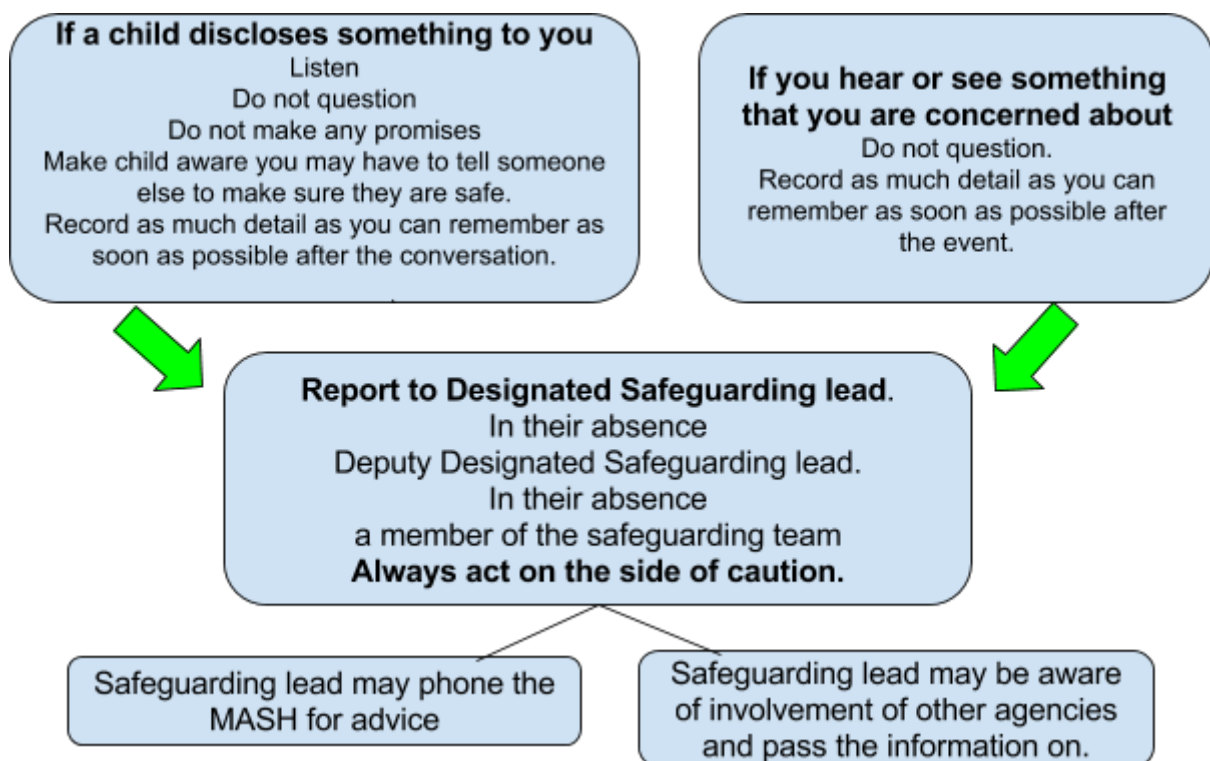 If a child discloses something to you
Listen
Do not question
Do not make any promises
Make child aware you may have to tell someone
else to make sure they are safe.
Record as much detail as you can remember as
soon as possible after the conversation.
If you hear or see something
that you are concerned about
Do not question.
Record as much detail as you can
remember as soon as possible after
the event.
Report to Designated Safeguarding lead.
In their absence
Deputy Designated Safeguarding lead.
In their absence
a member of the safeguarding team
Always act on the side of caution.
Safeguarding lead may phone the
MASH for advice
Safeguarding lead may be aware
of involvement of other agencies
and pass the information on.